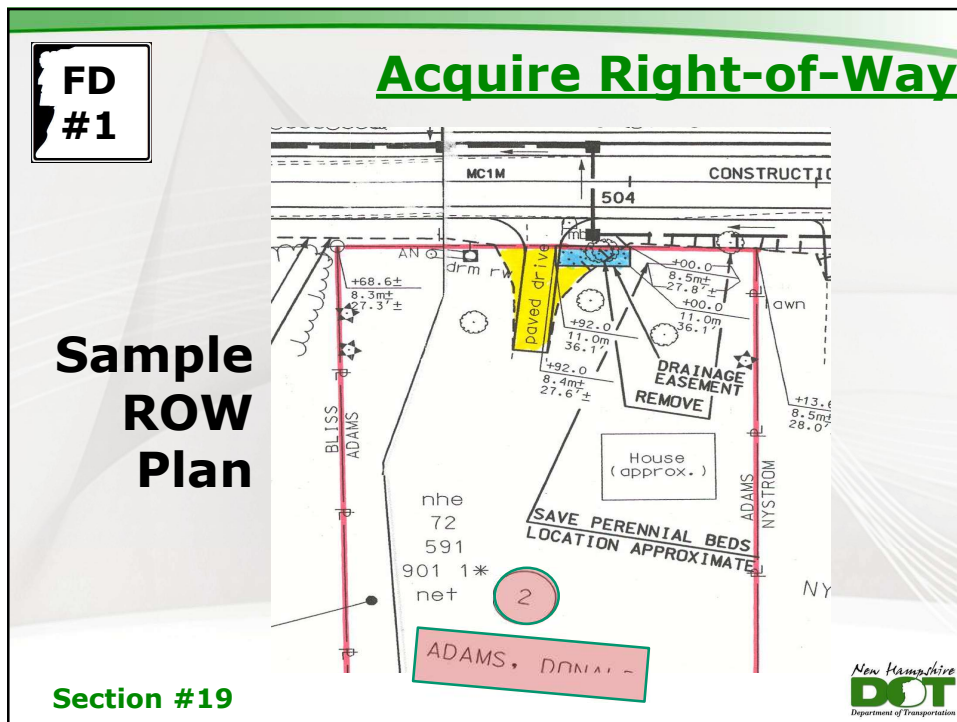 FD
#1
Acquire Right-of-Way
MC1M
CONSTRUCTIO
504
mb
AN
drm rw
paved drive
+00.0
8.5m±
27.8'±
+00.0
11.0m
36.1'
lawn
+68.6±
8.3m±
27.3'±
+92.0
11.0m
36.1'
+92.0
8.4m±
27.6'±
DRAINAGE
EASEMENT
REMOVE
+13.6
8.5m±
28.0'
Sample
ROW
Plan
BLISS
ADAMS
House
(approx.)
ADAMS
NYSTROM
nhe
72
591
901 1*
net
SAVE PERENNIAL BEDS
LOCATION APPROXIMATE
2
NY
ADAMS, DONAL
Section #19
New Hampshire
DOT
Department of Transportation